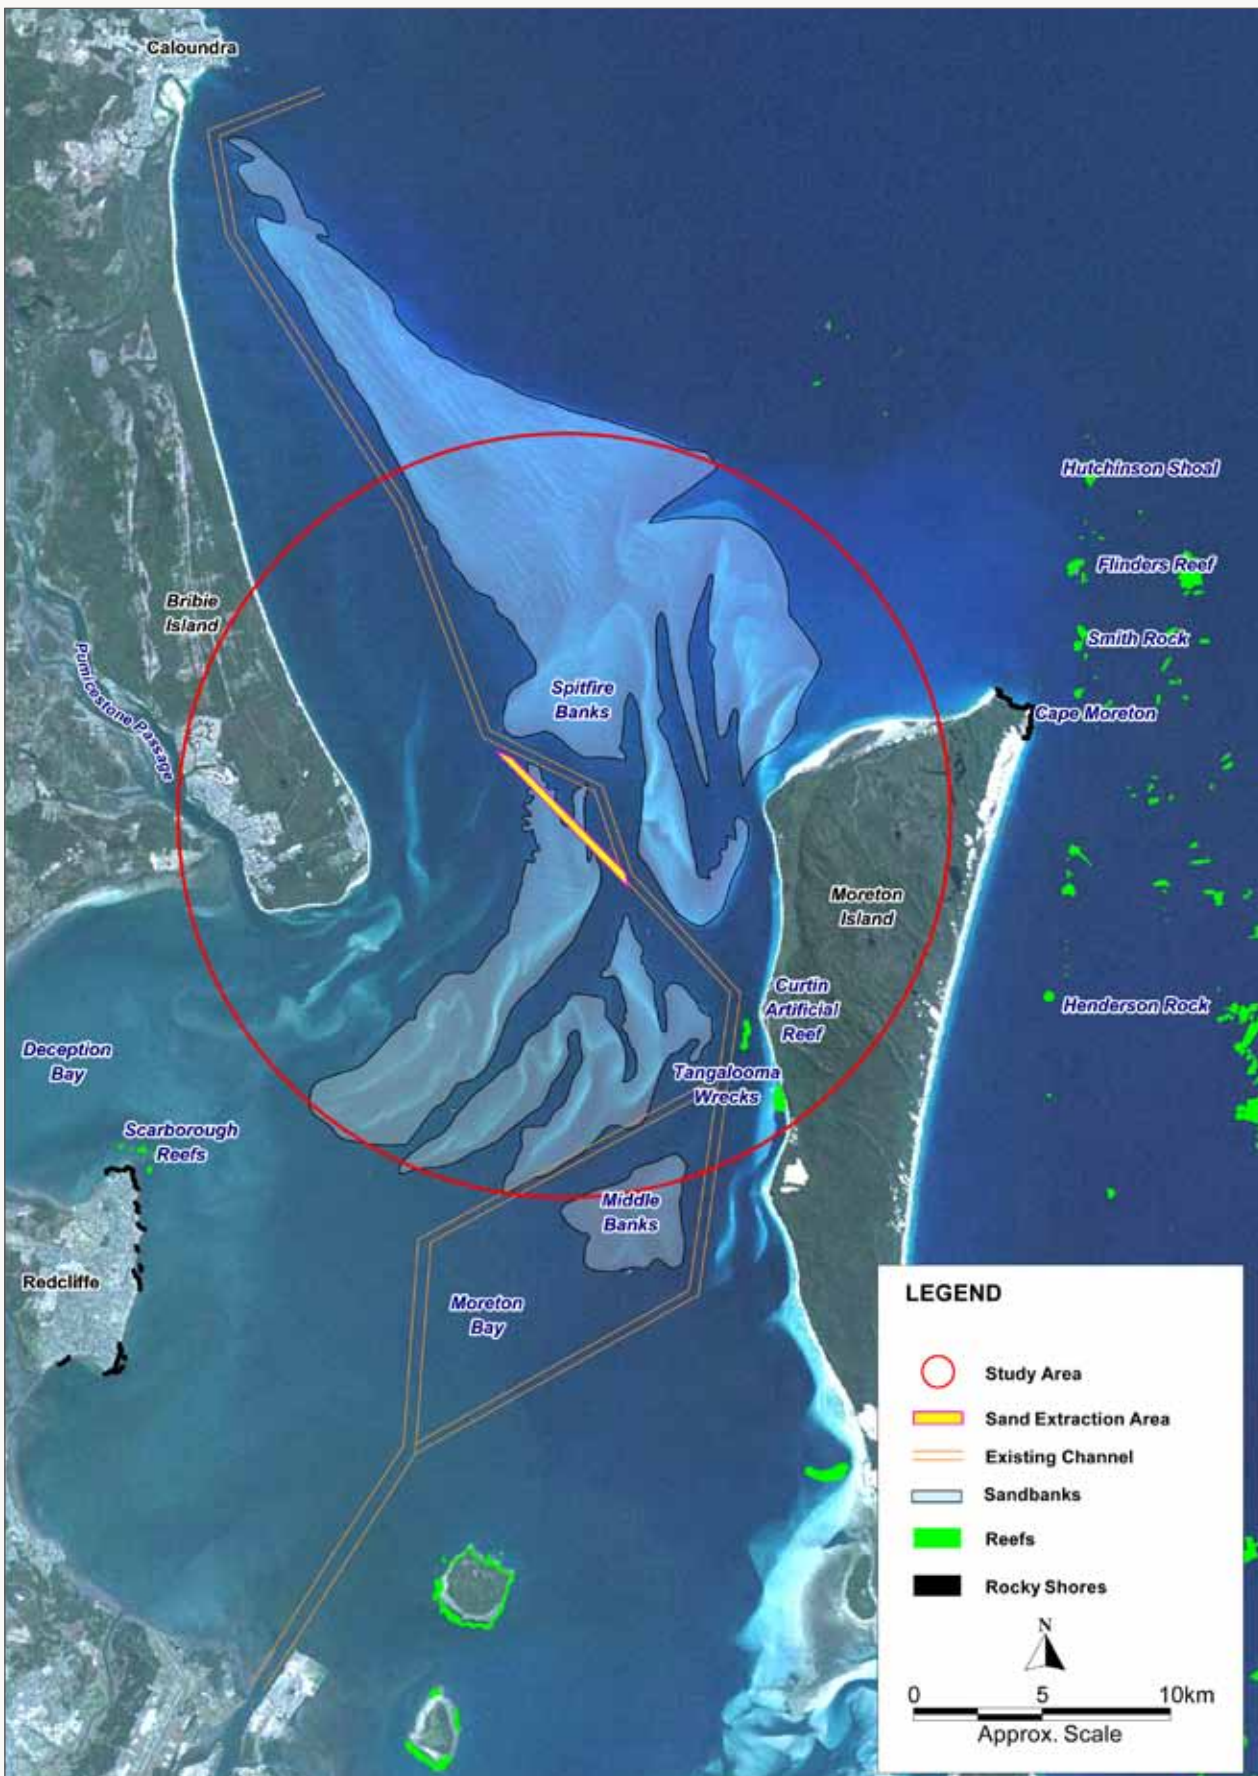 Caloundra
Hutchinson Shoal
Flinders Reef
Bribie
Island
Smith Rock
Pumicestone Passage
Spitfire
Banks
Cape Moreton
Moreton
Island
Curtin
Artificial
Reef
Henderson Rock
Deception
Bay
Tangalooma
Wrecks
Scarborough
Reefs
Middle
Banks
Redcliffe
Moreton
Bay
LEGEND
Study Area
Sand Extraction Area
Existing Channel
Sandbanks
Reefs
Rocky Shores
N
0 5 10km
Approx. Scale